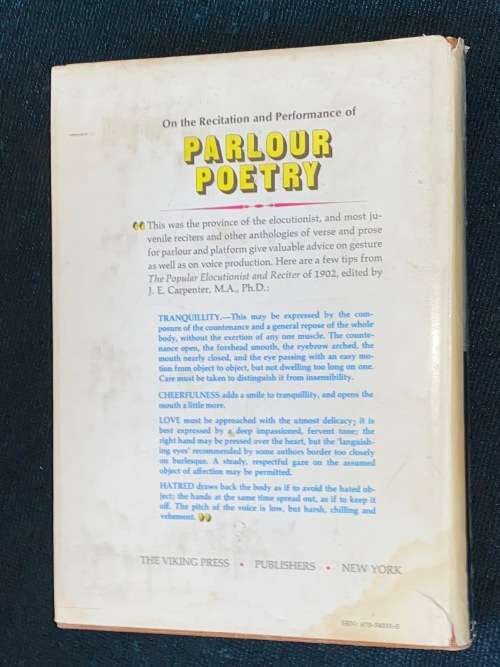 On the Recitation and Performance of
PARLOUR
POETRY
“This was the province of the elocutionist, and most ju-
venile reciters and other anthologies of verse and prose
for parlour and platform give valuable advice on gesture
as well as on voice production. Here are a few tips from
The Popular Elocutionist and Reciter of 1902, edited by
J. E. Carpenter, M.A., Ph.D.:
TRANQUILLITY.—This may be expressed by the com-
posure of the countenance and a general repose of the whole
body, without the exertion of any one muscle. The counte-
nance open, the forehead smooth, the eyebrow arched, the
mouth nearly closed, and the eye passing with an easy mo-
tion from object to object, but not dwelling too long on one.
Care must be taken to distinguish it from insensibility.
CHEERFULNESS adds a smile to tranquillity, and opens the
mouth a little more.
LOVE must be approached with the utmost delicacy; it is
best expressed by a deep impassioned, fervent tone; the
right hand may be pressed over the heart, but the ‘languish-
ing eyes’ recommended by some authors border too closely
on burlesque. A steady, respectful gaze on the assumed
object of affection may be permitted.
HATRED draws back the body as if to avoid the hated ob-
ject; the hands at the same time spread out, as if to keep it
off. The pitch of the voice is low, but harsh, chilling and
vehement.”
THE VIKING PRESS • PUBLISHERS • NEW YORK